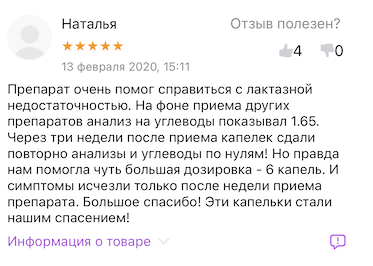 Наталья
Отзыв полезен?
13 февраля 2020, 15:11
4
0
Препарат очень помог справиться с лактазной
недостаточностью. На фоне приема других
препаратов анализ на углеводы показывал 1.65.
Через три недели после приема капелек сдали
повторно анализы и углеводы по нулям! Но правда
нам помогла чуть большая дозировка - 6 капель. И
симптомы исчезли только после недели приема
препарата. Большое спасибо! Эти капельки стали
нашим спасением!
Информация о товаре